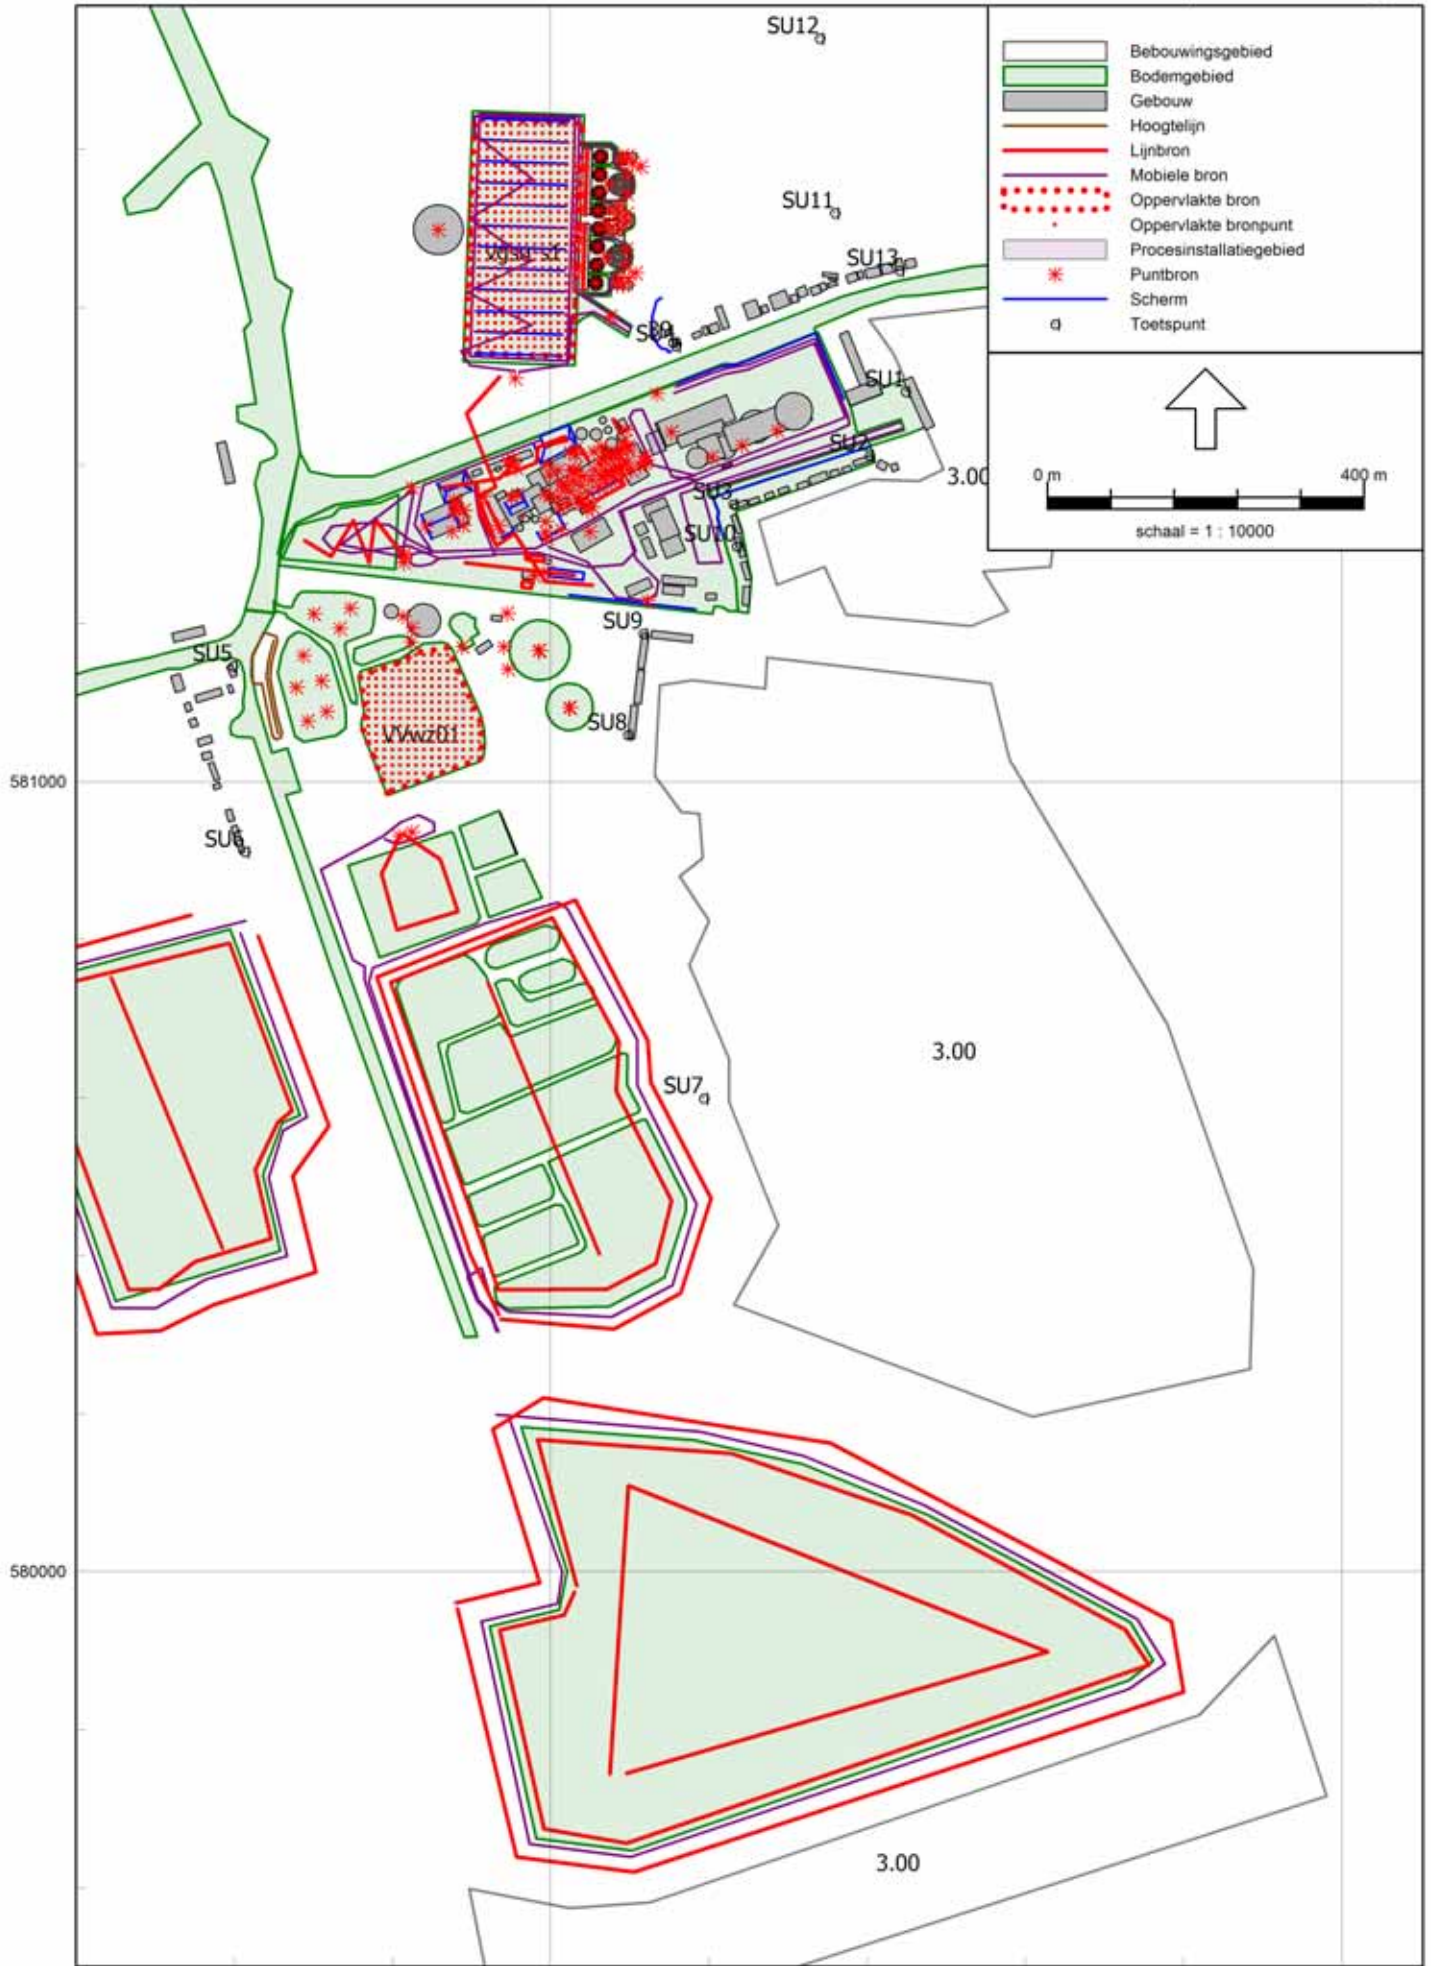 SU12
Bebouwingsgebied
Bodemgebied
Gebouw
Hoogtelijn
Lijnbron
Mobiele bron
Oppervlakte bron
Oppervlakte bronpunt
Procesinstallatiegebied
Puntbron
Scherm
Toetspunt
SU11
SU13
SU1
SU2
SU3
3.00
0 m 400 m
schaal = 1 : 10000
SU10
SU9
SU5
SU8
VVwz01
581000
SU6
3.00
SU7
580000
3.00